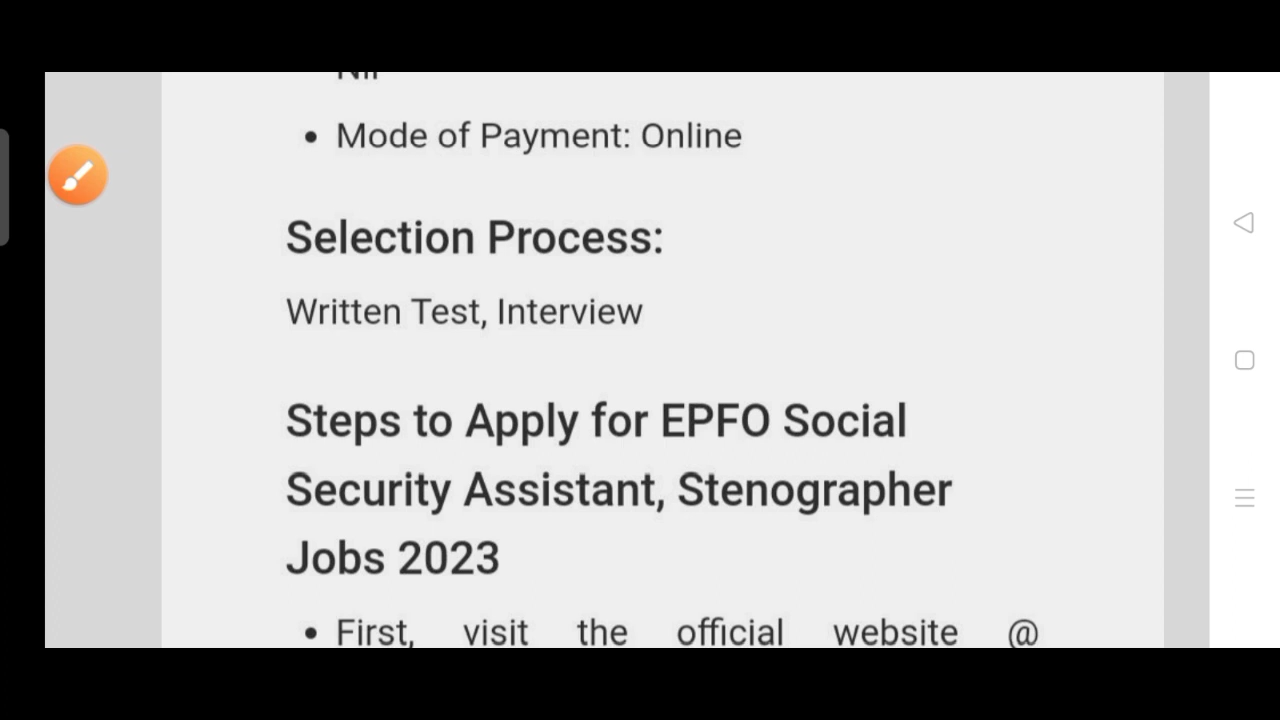 Nil
Mode of Payment: Online
Selection Process:
Written Test, Interview
Steps to Apply for EPFO Social
Security Assistant, Stenographer
Jobs 2023
First, visit the official website @